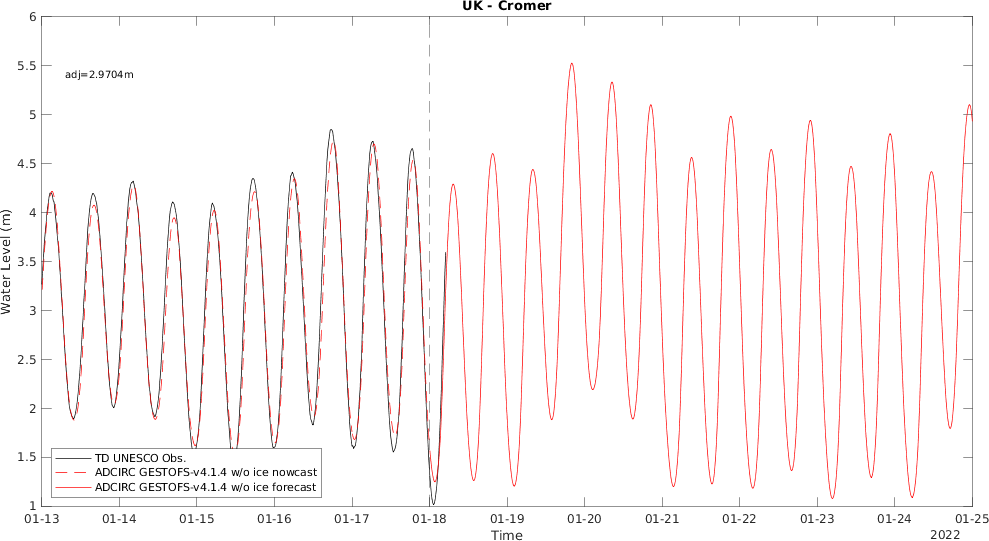 UK - Cromer
6
5.5
5
4.5
4
3.5
3
2.5
2
1.5
1
Water Level (m)
adj=2.9704m
TD UNESCO Obs.
ADCIRC GESTOFS-v4.1.4 w/o ice nowcast
ADCIRC GESTOFS-v4.1.4 w/o ice forecast
01-13 01-14 01-15 01-16 01-17 01-18 01-19 01-20 01-21 01-22 01-23 01-24 01-25
Time
2022